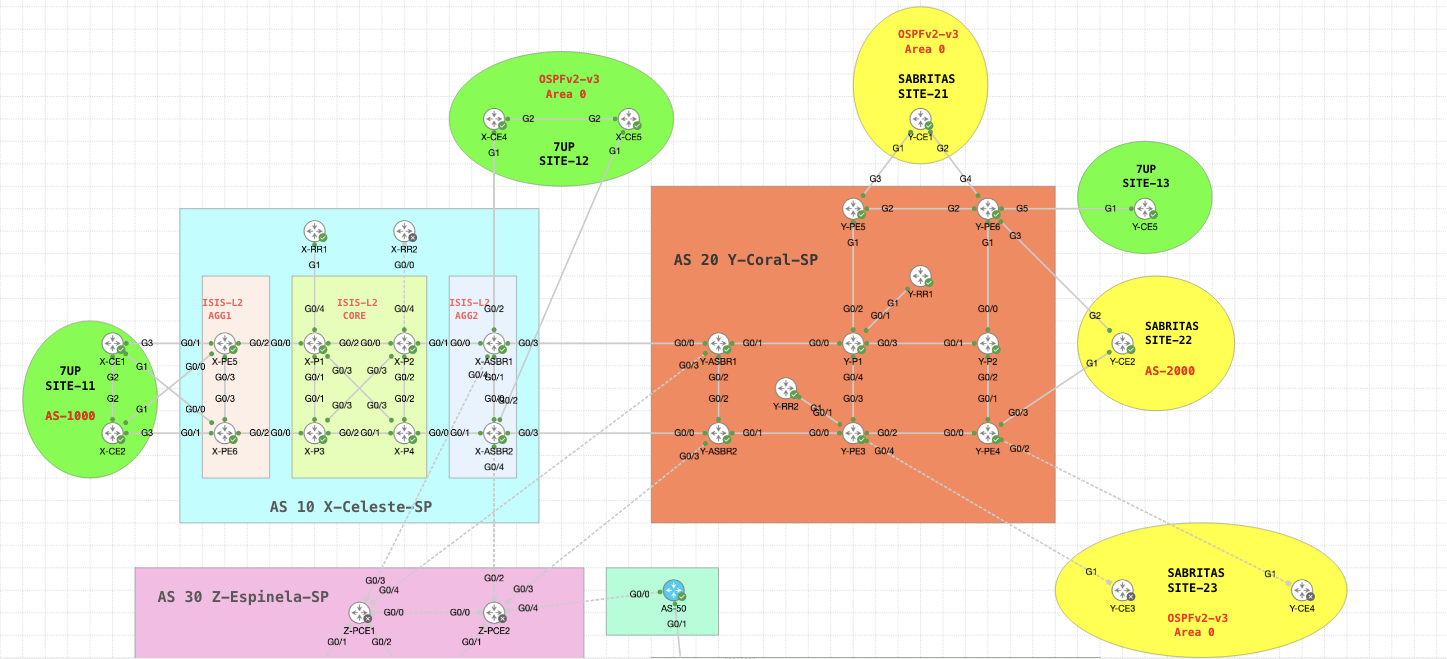 OSPFv2-v3
Area 0
SABRITAS
SITE-21
Y-CE1
G1
G2
OSPFv2-v3
Area 0
X-CE4
G2
G2
X-CE5
G1
G1
7UP
SITE-12
7UP
SITE-13
G1
Y-CE5
G3
G4
Y-PE5
G2
G2
Y-PE6
G5
G1
G1
G3
AS 20 Y-Coral-SP
Y-RR1
G1
G0/1
G0/2
G0/0
X-RR1
X-RR2
G1
G0/0
ISIS-L2
AGG1
ISIS-L2
CORE
ISIS-L2
AGG2
G0/4
G0/4
G0/2
X-CE1
G3
G0/1
X-PE5
G0/2
G0/0
X-P1
G0/2
G0/3
X-P2
G0/1
G0/0
X-ASBR1
G0/3
G0/0
Y-ASBR1
G0/1
G0/0
Y-P1
G0/3
G0/1
Y-P2
G2
Y-CE2
SABRITAS
SITE-22
AS-2000
G1
7UP
SITE-11
AS-1000
G1
G2
G2
G1
G0/0
G0/0
G0/3
G0/3
G0/1
G0/1
G0/3
G0/3
G0/3
G0/3
G0/2
G0/2
G0/4
G0/1
G0/0
G0/2
G0/3
G0/2
G0/2
G0/4
G0/3
Y-RR2
G1
G0/1
G0/2
G0/1
G0/3
X-CE2
G3
G0/1
X-PE6
G0/2
G0/0
X-P3
G0/2
G0/1
X-P4
G0/0
G0/1
X-ASBR2
G0/4
G0/0
Y-ASBR2
G0/1
G0/3
G0/0
Y-PE3
G0/2
G0/4
G0/0
Y-PE4
G0/2
AS 10 X-Celeste-SP
AS 30 Z-Espinela-SP
G0/3
G0/4
G0/2
G0/3
G0/4
Z-PCE1
G0/0
G0/0
Z-PCE2
G0/1
G0/2
G0/1
G0/0
AS-50
G0/1
G1
Y-CE3
SABRITAS
SITE-23
G1
Y-CE4
OSPFv2-v3
Area 0